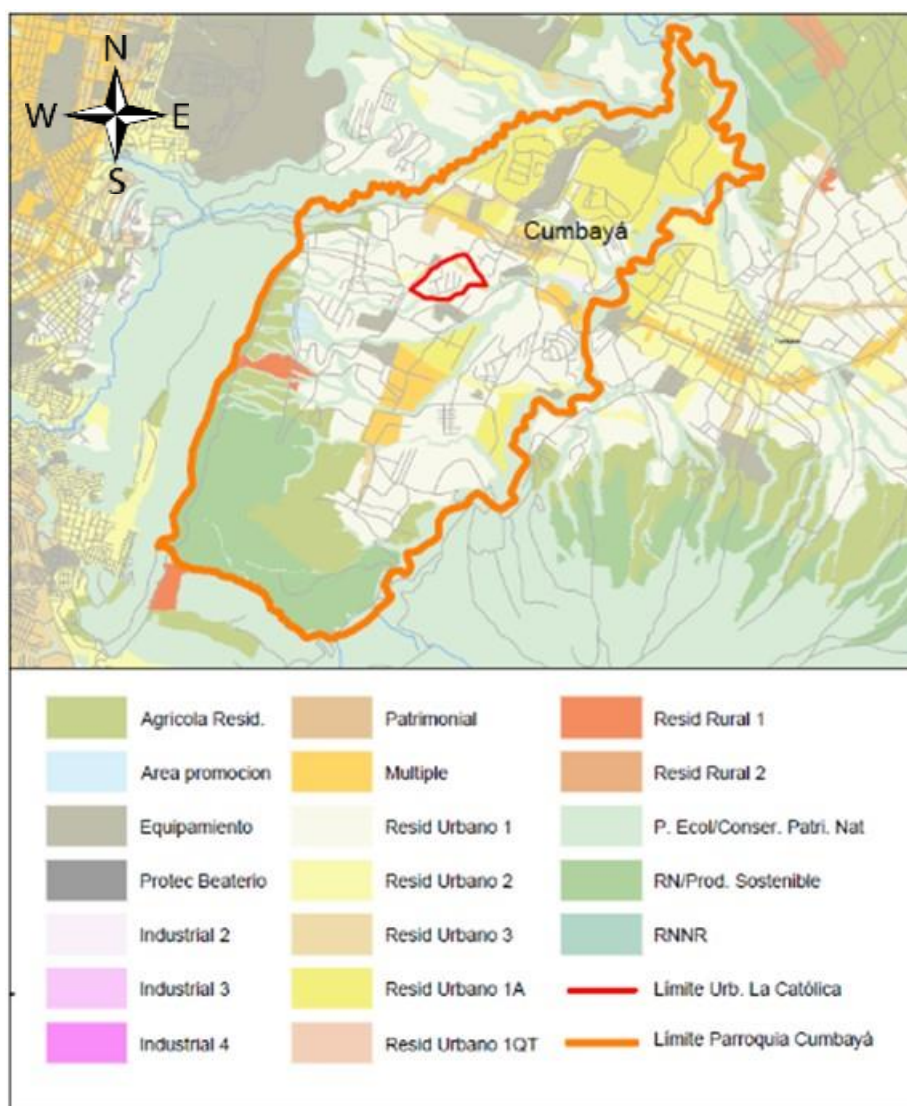 N
W E
S
Cumbayá
Agricola Resid.
Area promocion
Equipamiento
Protec Beaterio
Industrial 2
Industrial 3
Industrial 4
Patrimonial
Multiple
Resid Urbano 1
Resid Urbano 2
Resid Urbano 3
Resid Urbano 1A
Resid Urbano 1QT
Resid Rural 1
Resid Rural 2
P. Ecol/Conser. Patri. Nat
RN/Prod. Sostenible
RNNR
Límite Urb. La Católica
Límite Parroquia Cumbayá